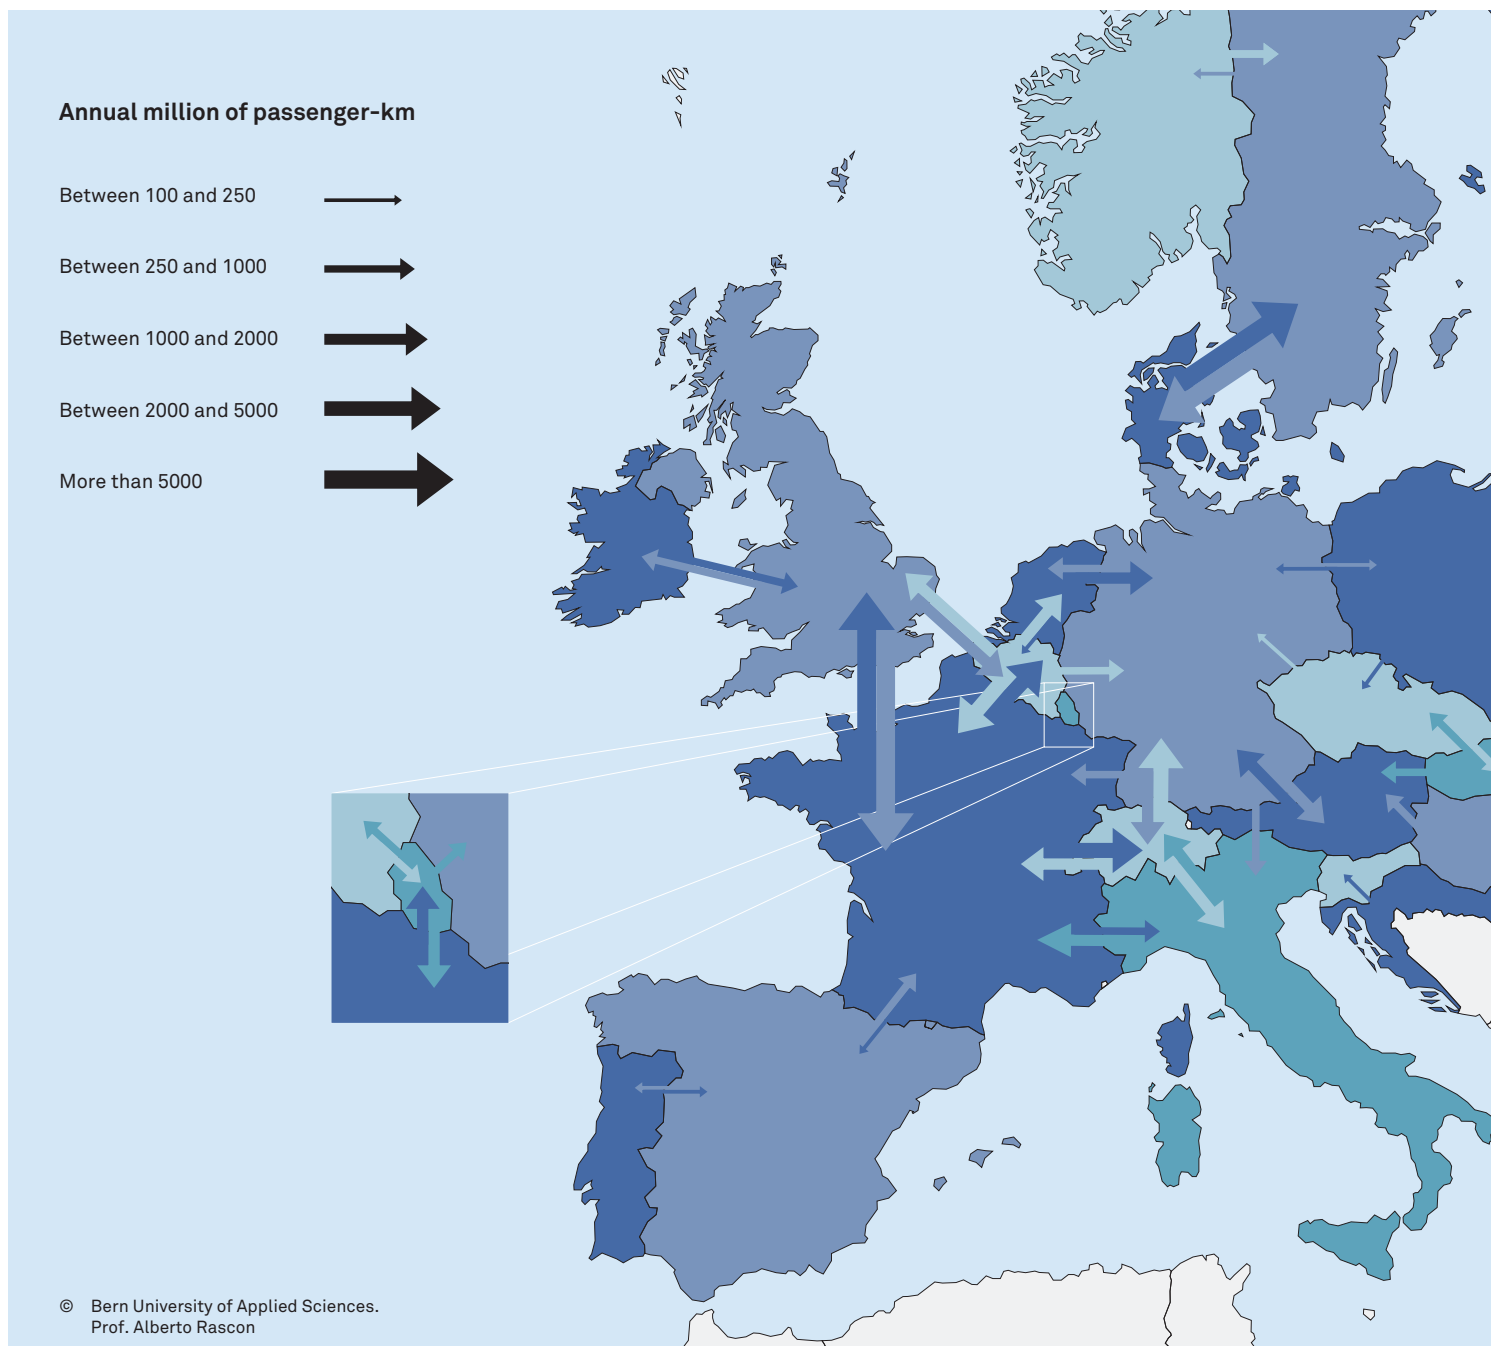 Annual million of passenger-km
Between 100 and 250
Between 250 and 1000
Between 1000 and 2000
Between 2000 and 5000
More than 5000
© Bern University of Applied Sciences.
Prof. Alberto Rascon